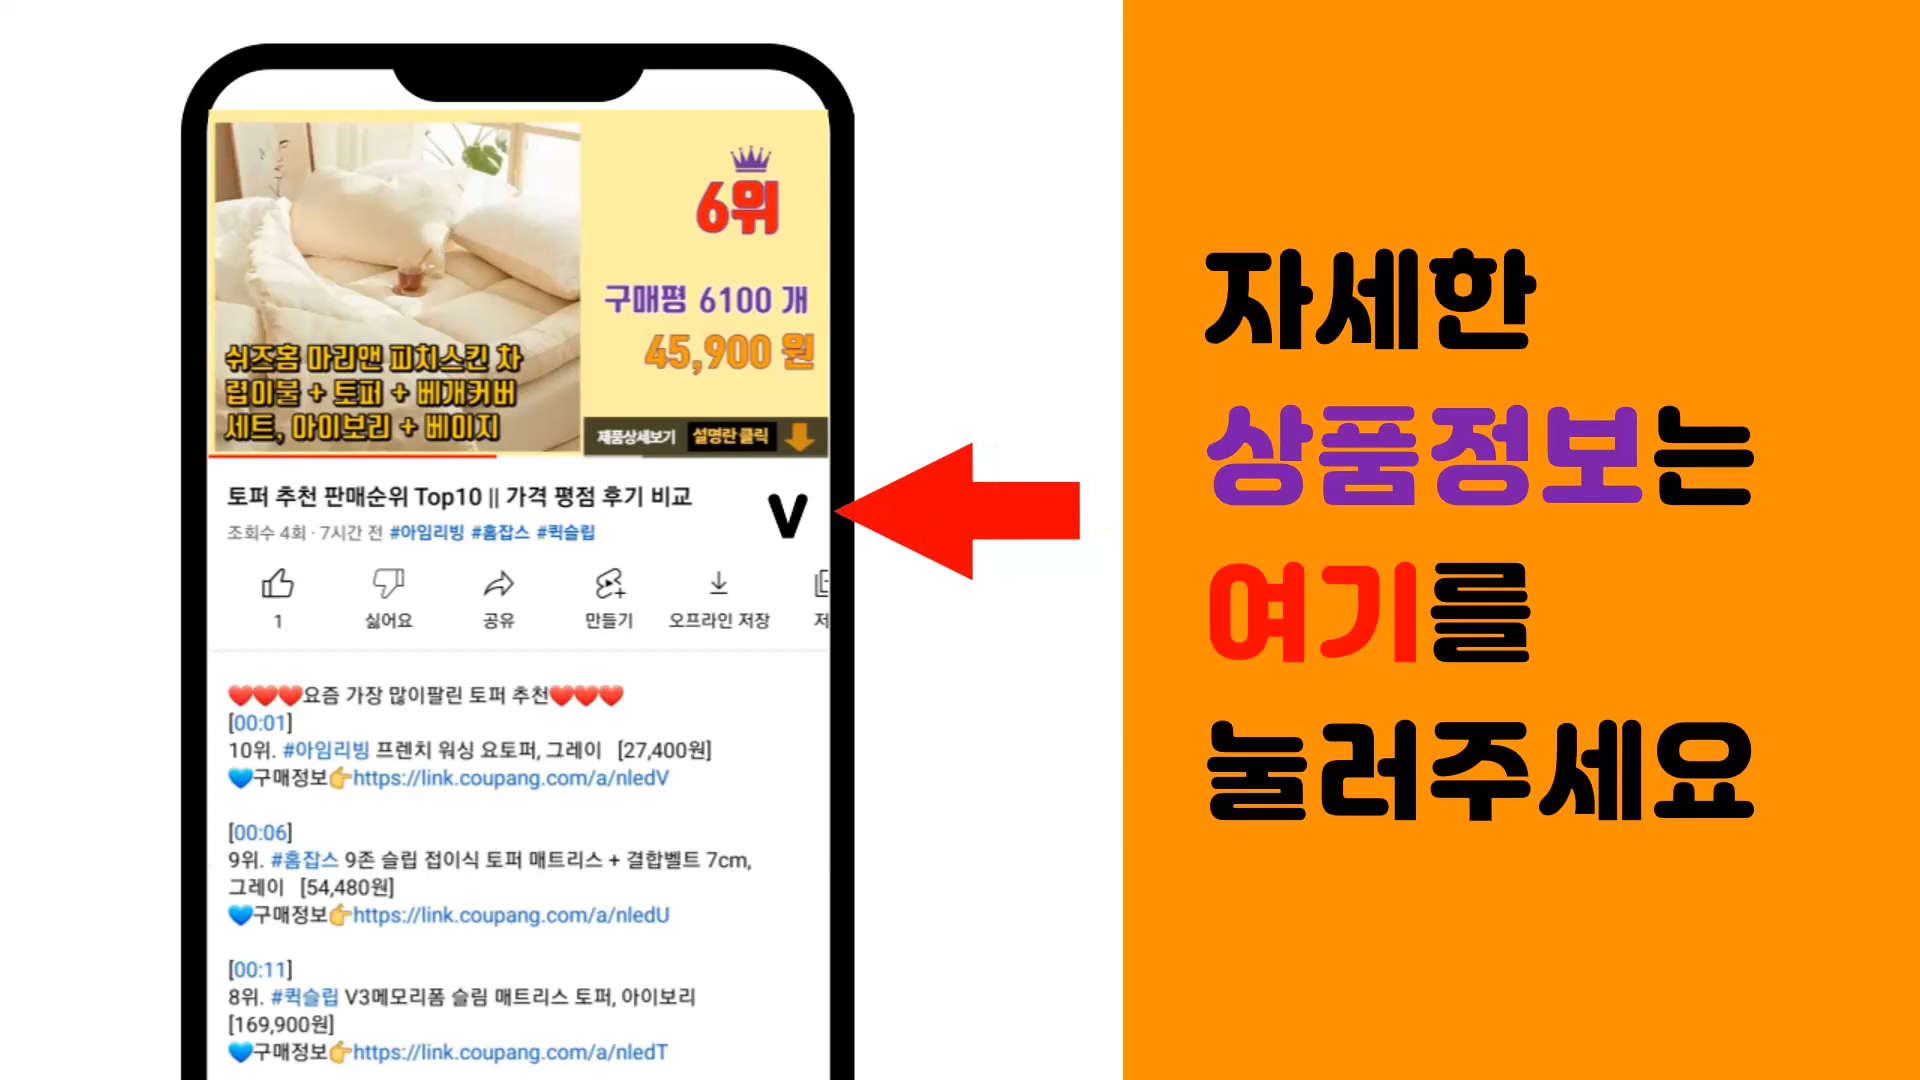 6위
구매평 6100 개
45,900 원
쉬즈홈 마리앤 피치스킨 차
렵이불 + 토퍼 + 베개커버
세트, 아이보리 + 베이지
제품상세보기 설명란 클릭
토퍼 추천 판매순위 Top10 || 가격 평점 후기 비교
조회수 4회 · 7시간 전 #아임리빙 #홈잡스 #퀵슬립
V
1 싫어요 공유 만들기 오프라인 저장 저
❤️❤️❤️요즘 가장 많이팔린 토퍼 추천❤️❤️❤️
[00:01]
10위. #아임리빙 프렌치 워싱 요토퍼, 그레이 [27,400원]
💙구매정보👉https://link.coupang.com/a/nledV
[00:06]
9위. #홈잡스 9존 슬립 접이식 토퍼 매트리스 + 결합벨트 7cm,
그레이 [54,480원]
💙구매정보👉https://link.coupang.com/a/nledU
[00:11]
8위. #퀵슬립 V3메모리폼 슬림 매트리스 토퍼, 아이보리
[169,900원]
💙구매정보👉https://link.coupang.com/a/nledT
자세한
상품정보는
여기를
눌러주세요